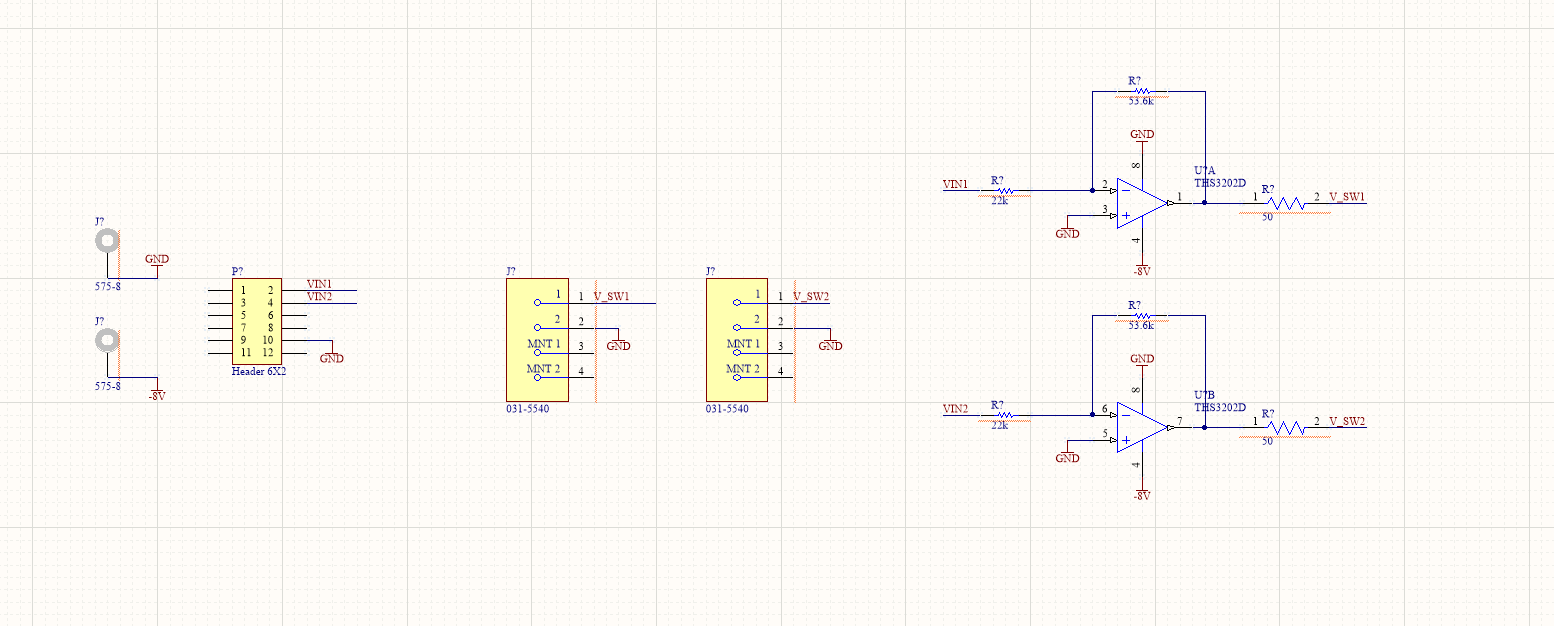 J?
GND
575-8
J?
575-8
-8V
P?
1 2 VIN1
3 4 VIN2
5 6
7 8
9 10
11 12
GND
Header 6X2
J?
1 1 V_SW1
2 2
GND
MNT 1 3
MNT 2 4
031-5540
J?
1 1 V_SW2
2 2
GND
MNT 1 3
MNT 2 4
031-5540
R?
53.6k
GND
8
U?A
THS3202D
VIN1
R?
22k
2
3
GND
1
4
-8V
R?
1 2 V_SW1
50
R?
53.6k
GND
8
U?B
THS3202D
VIN2
R?
22k
6
5
GND
7
4
-8V
R?
1 2 V_SW2
50